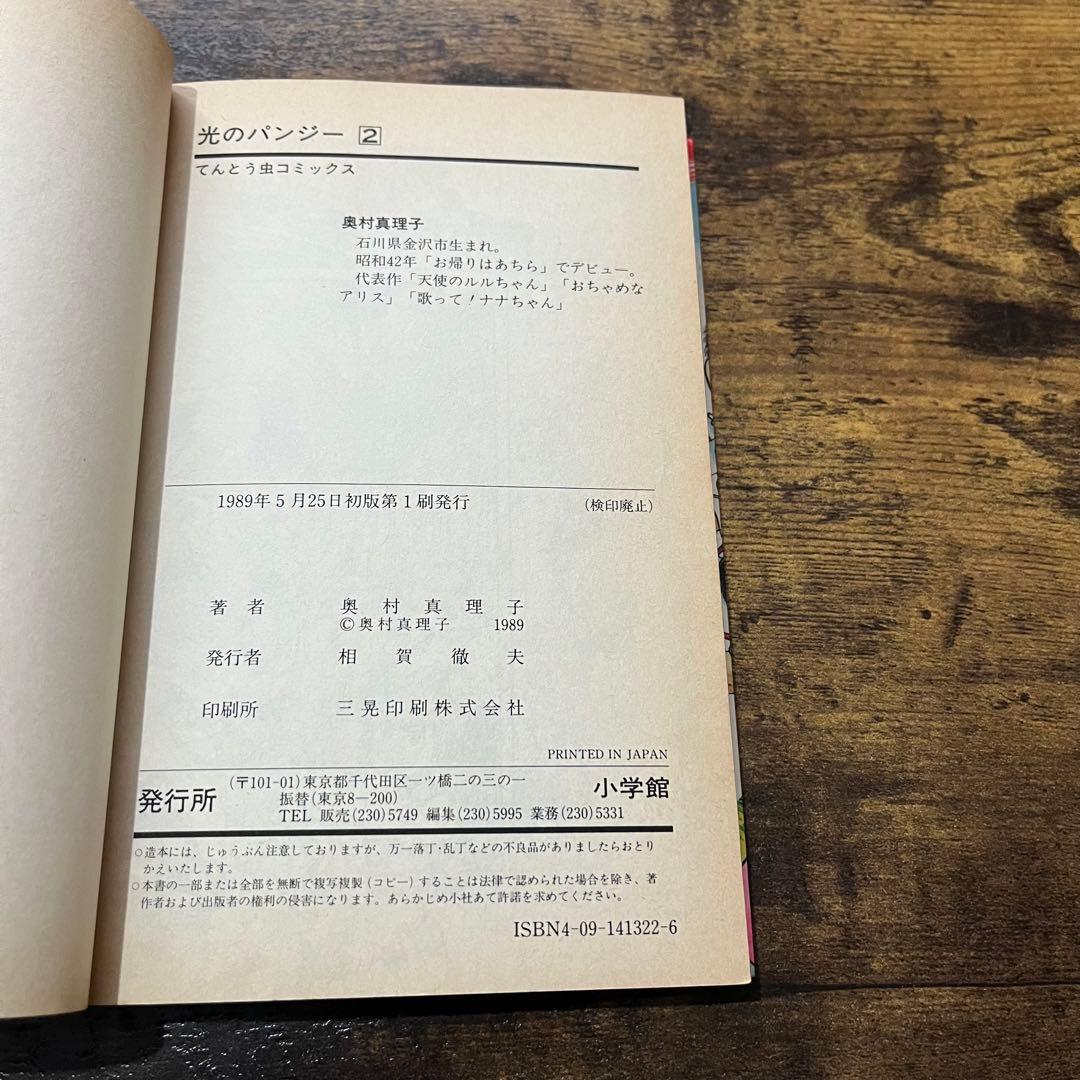 光のパンジー 2
てんとう虫コミックス
奥村真理子
石川県金沢市生まれ。
昭和42年「お帰りはあちら」でデビュー。
代表作「天使のルルちゃん」「おちゃめな
アリス」「歌って!ナナちゃん」
1989年5月25日初版第1刷発行 (検印廃止)
著者 奥村真理子
©奥村真理子 1989
発行者 相賀徹夫
印刷所 三晃印刷株式会社
PRINTED IN JAPAN
発行所 (〒101-01)東京都千代田区一ツ橋二の三の一 小学館
振替(東京8—200)
TEL 販売(230)5749 編集(230)5995 業務(230)5331
○造本には、じゅうぶん注意しておりますが、万一落丁・乱丁などの不良品がありましたらおとり
かえいたします。
○本書の一部または全部を無断で複写複製(コピー)することは法律で認められた場合を除き、著
作者および出版者の権利の侵害になります。あらかじめ小社あて許諾を求めてください。
ISBN4-09-141322-6